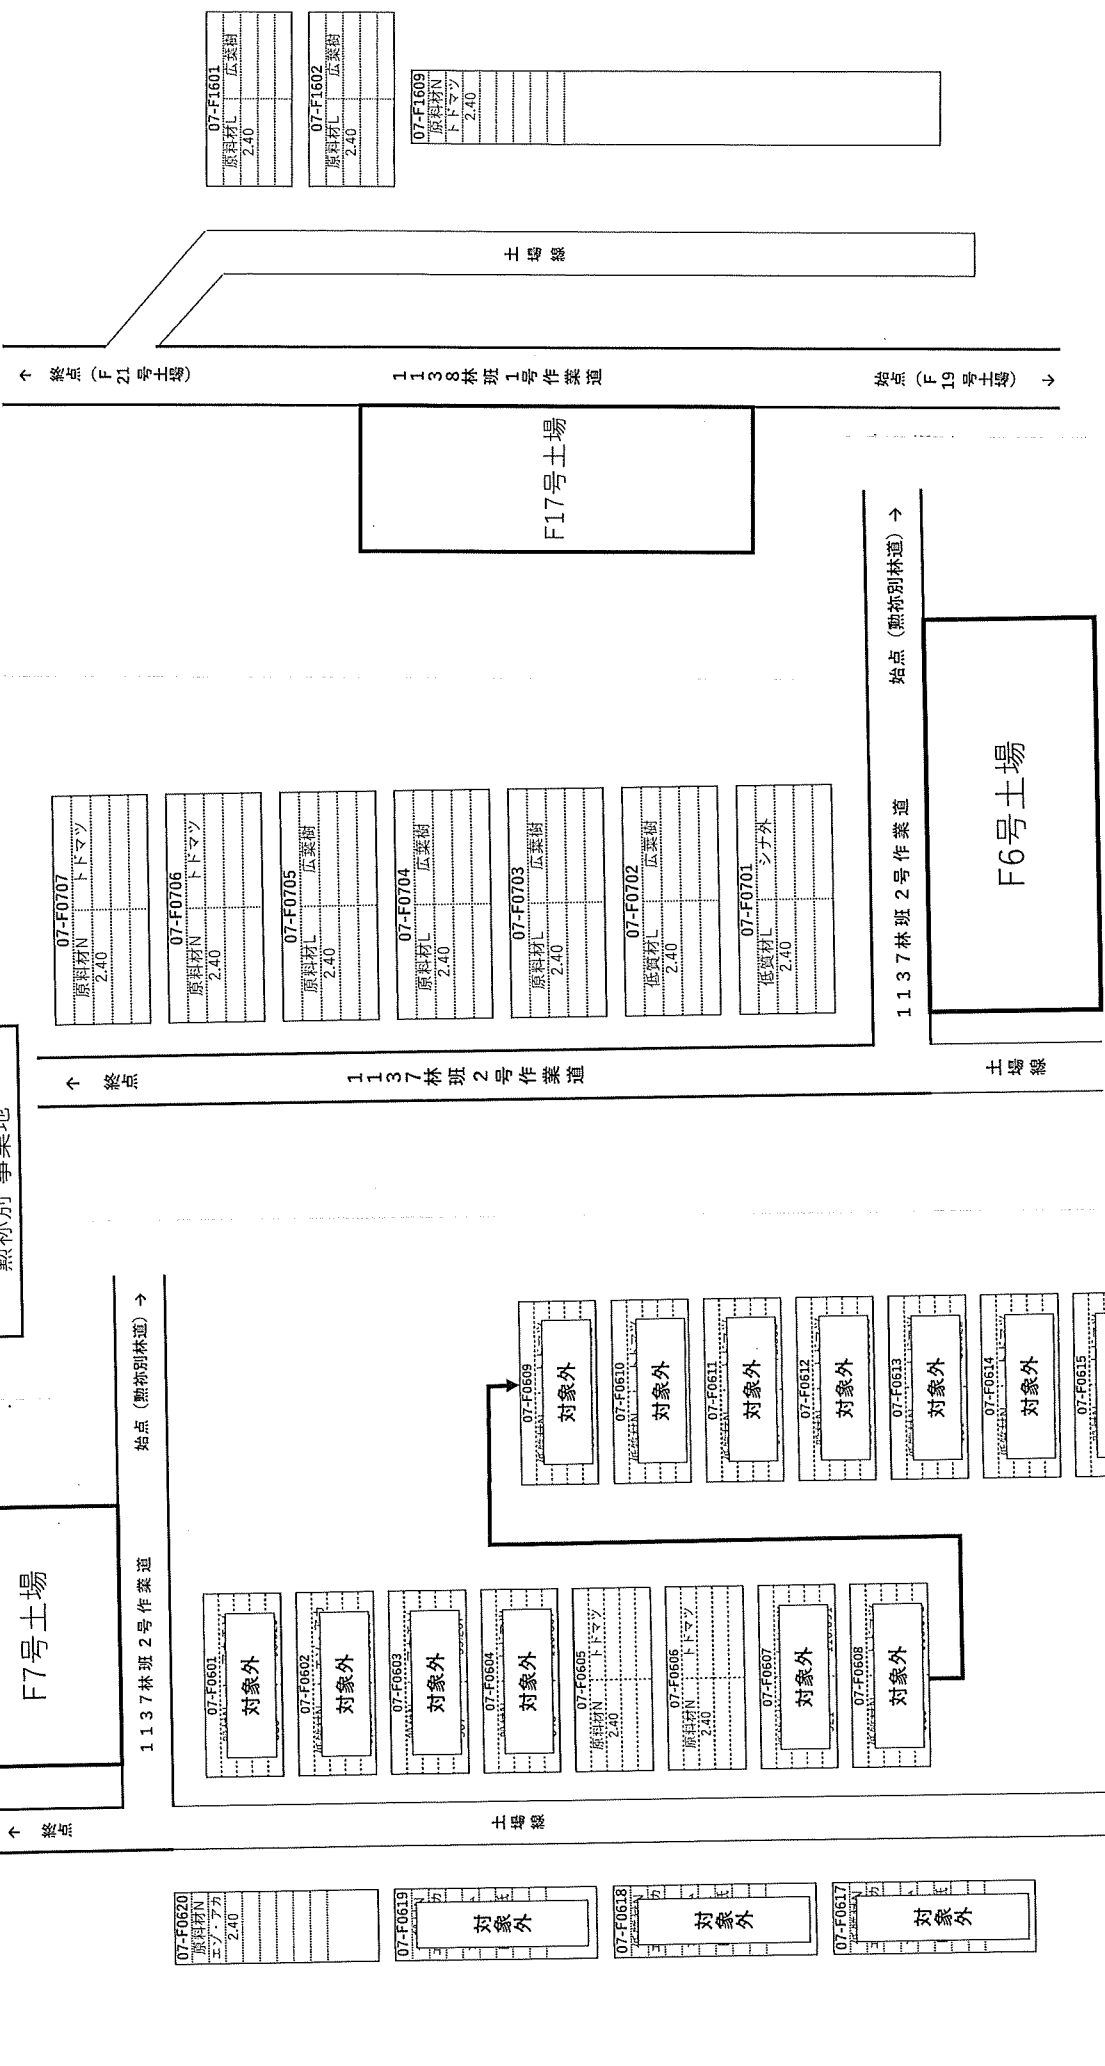 07-F1601
原料材L 広葉樹
2.40
07-F1602
原料材L 広葉樹
2.40
07-F1609
原料材N
トドマツ
2.40
土場線
↑ 終点（F21号土場）
1138林班1号作業道
始点（F19号土場） ↓
F17号土場
07-F0707
原料材N トドマツ
2.40
07-F0706
原料材N トドマツ
2.40
07-F0705
原料材L 広葉樹
2.40
07-F0704
原料材L 広葉樹
2.40
07-F0703
原料材L 広葉樹
2.40
07-F0702
低質材L 広葉樹
2.40
07-F0701
低質材L シナ外
2.40
1137林班2号作業道
始点（勲祢別林道）→
F6号土場
↑ 終点
1137林班2号作業道
土場線
勲祢別 事業地
F7号土場
1137林班2号作業道
始点（勲祢別林道）→
07-F0609
対象外
07-F0610
対象外
07-F0611
対象外
07-F0612
対象外
07-F0613
対象外
07-F0614
対象外
07-F0615
07-F0601
対象外
07-F0602
対象外
07-F0603
対象外
07-F0604
対象外
07-F0605
原料材N トドマツ
2.40
07-F0606
原料材N トドマツ
2.40
07-F0607
対象外
07-F0608
対象外
↑ 終点
土場線
07-F0620
原料材N
エゾ・アカ
2.40
07-F0619
対象外
07-F0618
対象外
07-F0617
対象外